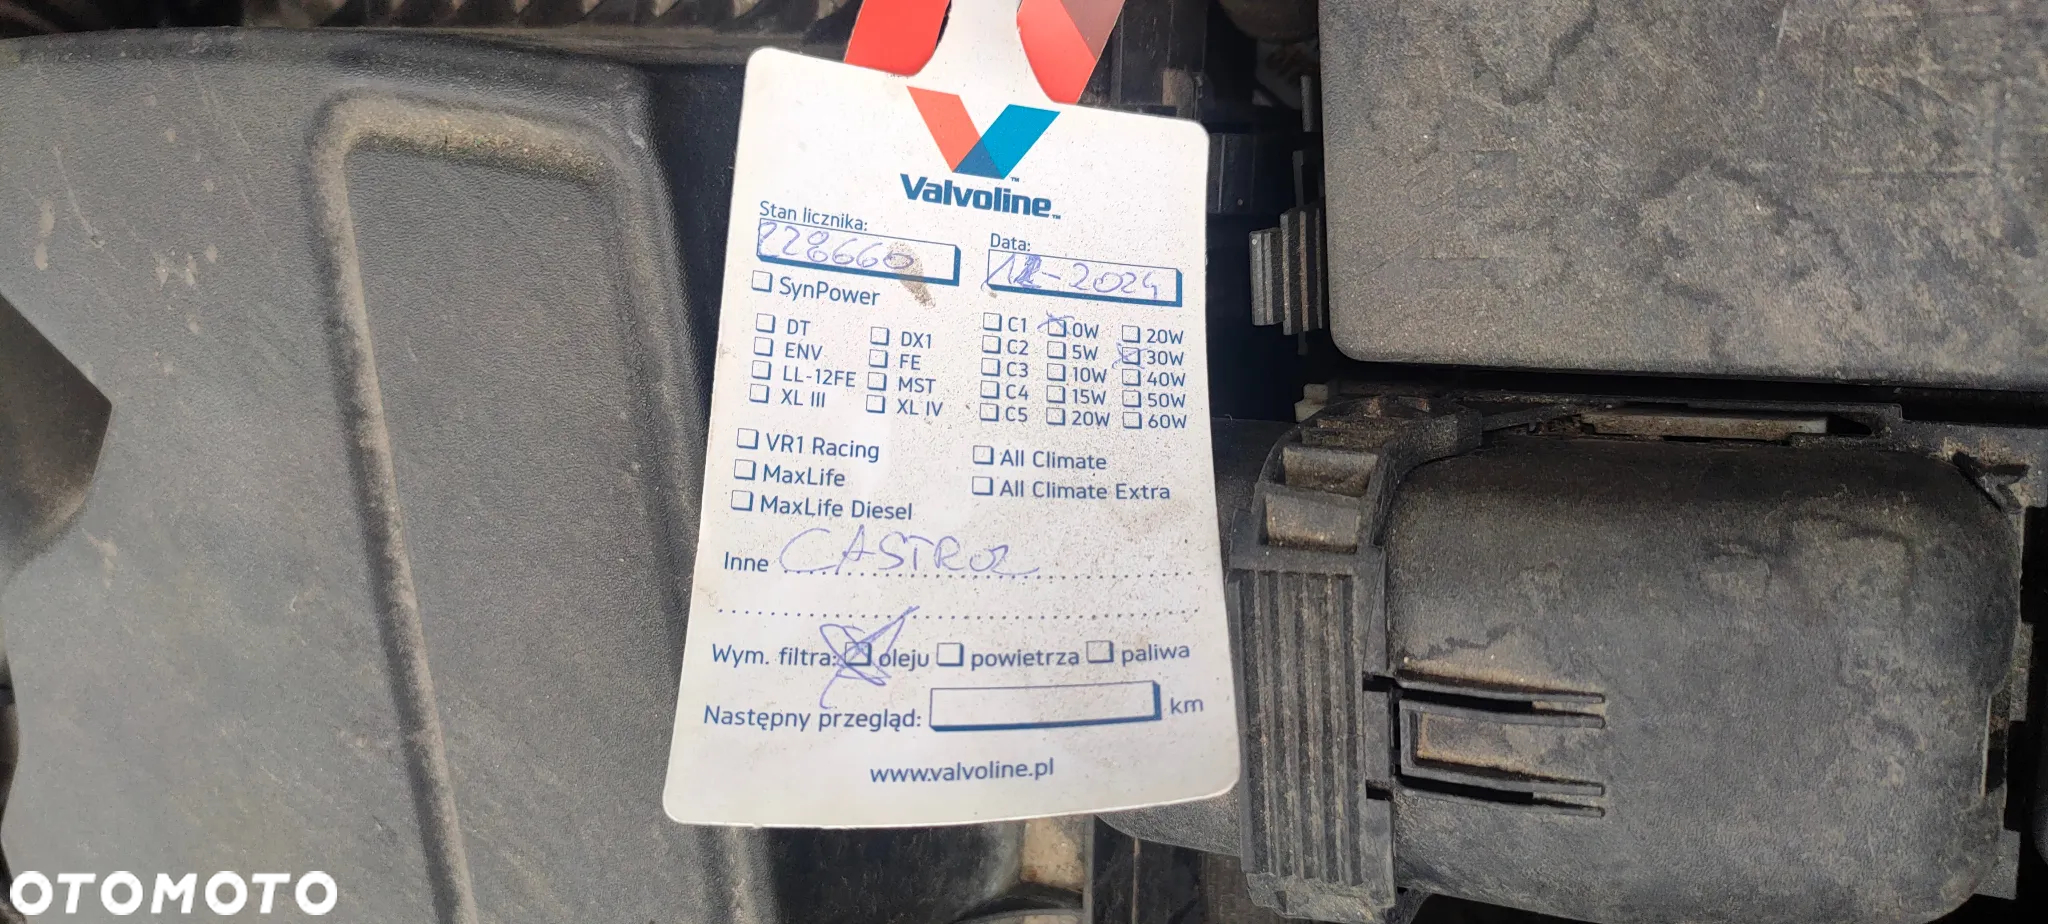 Valvoline™
Stan licznika:
228660
Data:
12-2024
SynPower
DT
DX1
ENV
FE
LL-12FE
MST
XL III
XL IV
C1 0W 20W
C2 5W 30W
C3 10W 40W
C4 15W 50W
C5 20W 60W
VR1 Racing
MaxLife
MaxLife Diesel
All Climate
All Climate Extra
Inne CASTROL
Wym. filtra: oleju powietrza paliwa
Następny przegląd: km
www.valvoline.pl
OTOMOTO